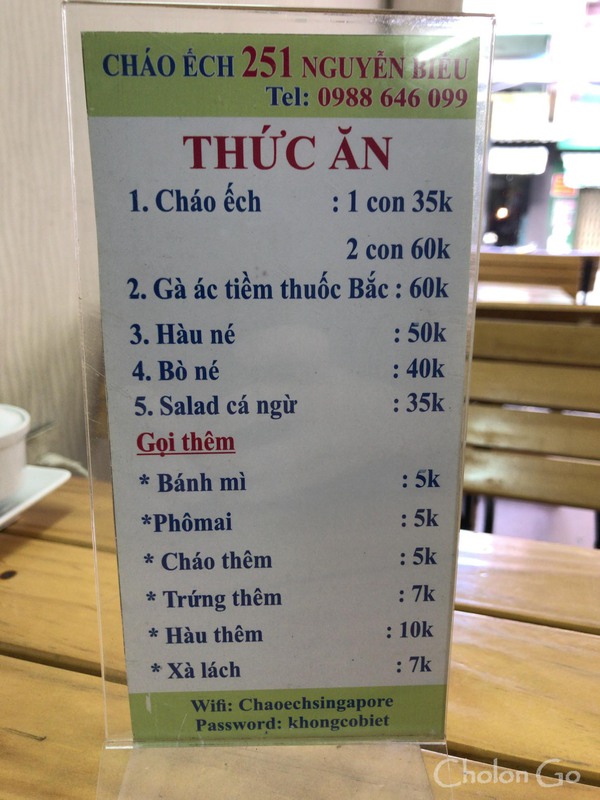 CHÁO ẾCH 251 NGUYỄN BIỂU
Tel: 0988 646 099
THỨC ĂN
1. Cháo ếch : 1 con 35k
2 con 60k
2. Gà ác tiềm thuốc Bắc : 60k
3. Hàu né : 50k
4. Bò né : 40k
5. Salad cá ngừ : 35k
Gọi thêm
* Bánh mì : 5k
*Phômai : 5k
* Cháo thêm : 5k
* Trứng thêm : 7k
* Hàu thêm : 10k
* Xà lách : 7k
Wifi: Chaoechsingapore
Password: khongcobiet
Cholon Go